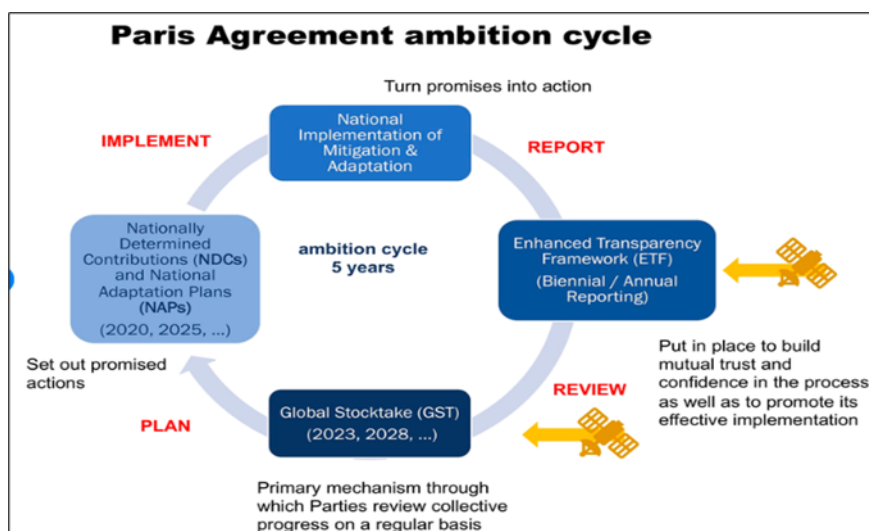 Paris Agreement ambition cycle
Turn promises into action
IMPLEMENT
National
Implementation of
Mitigation &
Adaptation
REPORT
Nationally
Determined
Contributions (NDCs)
and National
Adaptation Plans
(NAPs)
(2020, 2025, ...)
ambition cycle
5 years
Enhanced Transparency
Framework (ETF)
(Biennial / Annual
Reporting)
Set out promised
actions
PLAN
Global Stocktake (GST)
(2023, 2028, ...)
REVIEW
Put in place to build
mutual trust and
confidence in the process
as well as to promote its
effective implementation
Primary mechanism through
which Parties review collective
progress on a regular basis